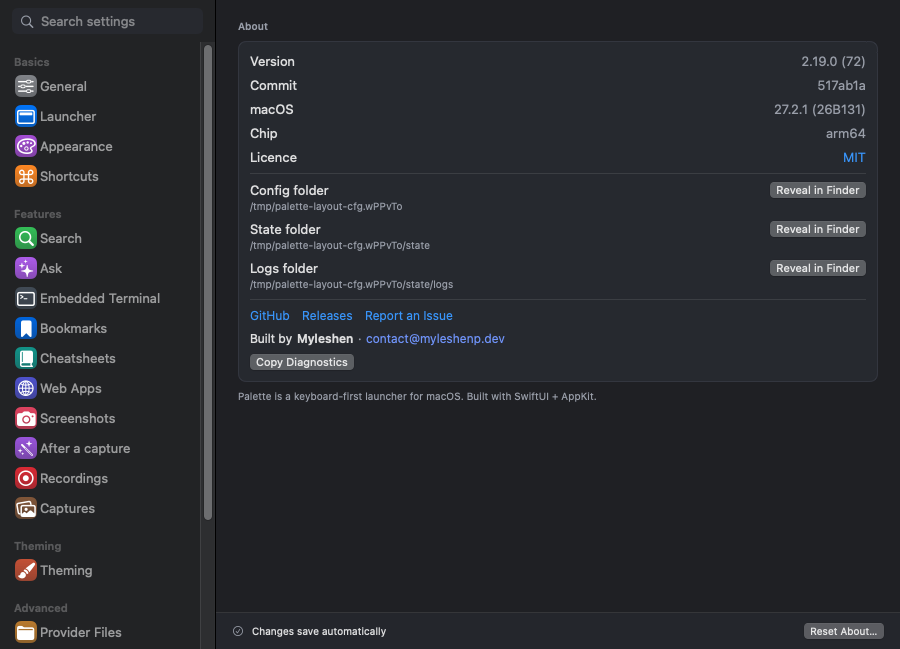 Search settings
Basics
General
Launcher
Appearance
Shortcuts
Features
Search
Ask
Embedded Terminal
Bookmarks
Cheatsheets
Web Apps
Screenshots
After a capture
Recordings
Captures
Theming
Theming
Advanced
Provider Files
About
Version 2.19.0 (72)
Commit 517ab1a
macOS 27.2.1 (26B131)
Chip arm64
Licence MIT
Config folder Reveal in Finder
/tmp/palette-layout-cfg.wPPvTo
State folder Reveal in Finder
/tmp/palette-layout-cfg.wPPvTo/state
Logs folder Reveal in Finder
/tmp/palette-layout-cfg.wPPvTo/state/logs
GitHub Releases Report an Issue
Built by Myleshen · contact@myleshenp.dev
Copy Diagnostics
Palette is a keyboard-first launcher for macOS. Built with SwiftUI + AppKit.
Changes save automatically Reset About...